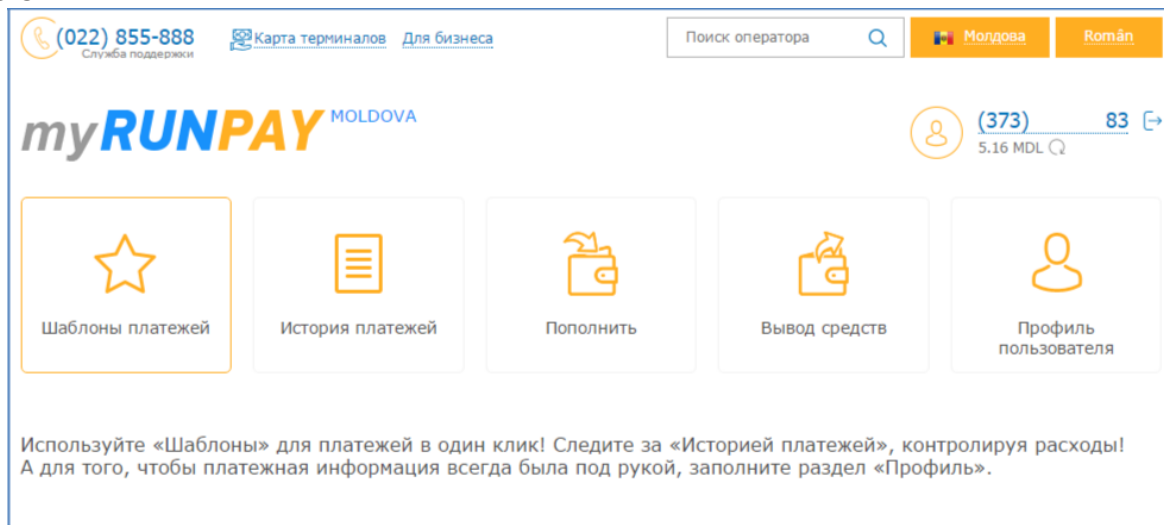 (022) 855-888 Карта терминалов Для бизнеса Поиск оператора Молдова Român
Служба поддержки
myRUNPAY MOLDOVA
(373) 83
5.16 MDL
Шаблоны платежей История платежей Пополнить Вывод средств Профиль
пользователя
Используйте «Шаблоны» для платежей в один клик! Следите за «Историей платежей», контролируя расходы!
А для того, чтобы платежная информация всегда была под рукой, заполните раздел «Профиль».